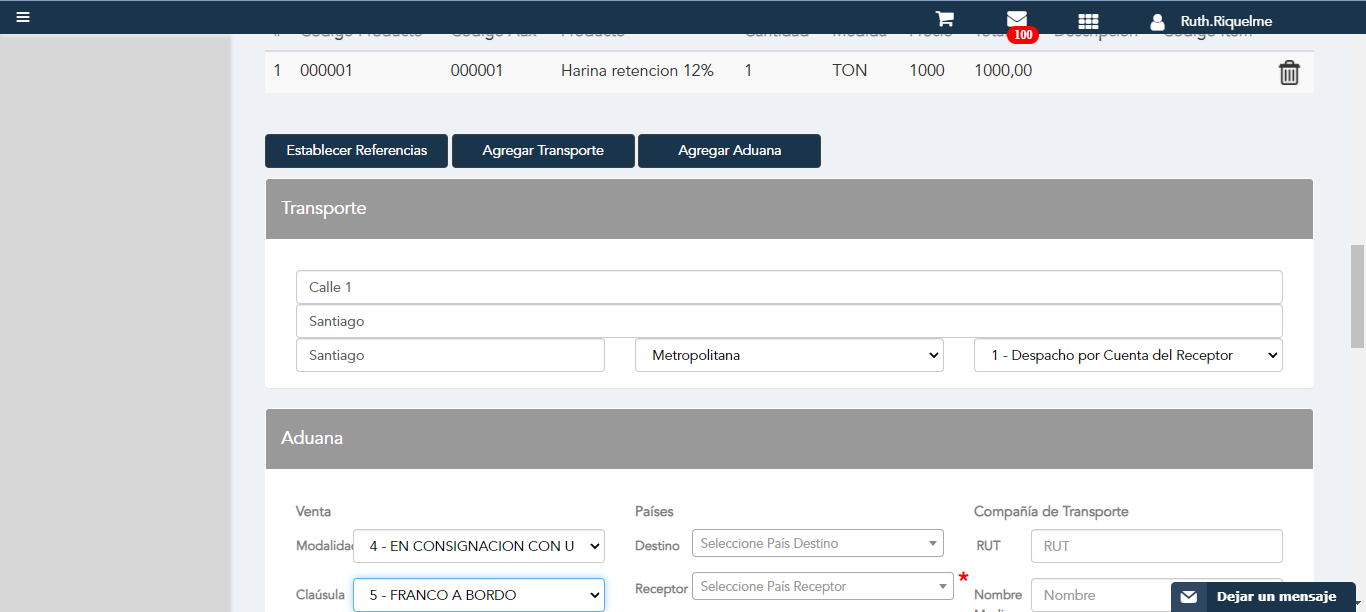 Ruth.Riquelme
100
# Codigo Producto Codigo Alax Producto Cantidad Medida Precio Total Descripción Codigo Item
1 000001 000001 Harina retencion 12% 1 TON 1000 1000,00
Establecer Referencias Agregar Transporte Agregar Aduana
Transporte
Calle 1
Santiago
Santiago Metropolitana 1 - Despacho por Cuenta del Receptor
Aduana
Venta Países Compañía de Transporte
Modalidad 4 - EN CONSIGNACION CON U Destino Seleccione País Destino RUT RUT
Claúsula 5 - FRANCO A BORDO Receptor Seleccione País Receptor * Nombre Nombre
Dejar un mensaje